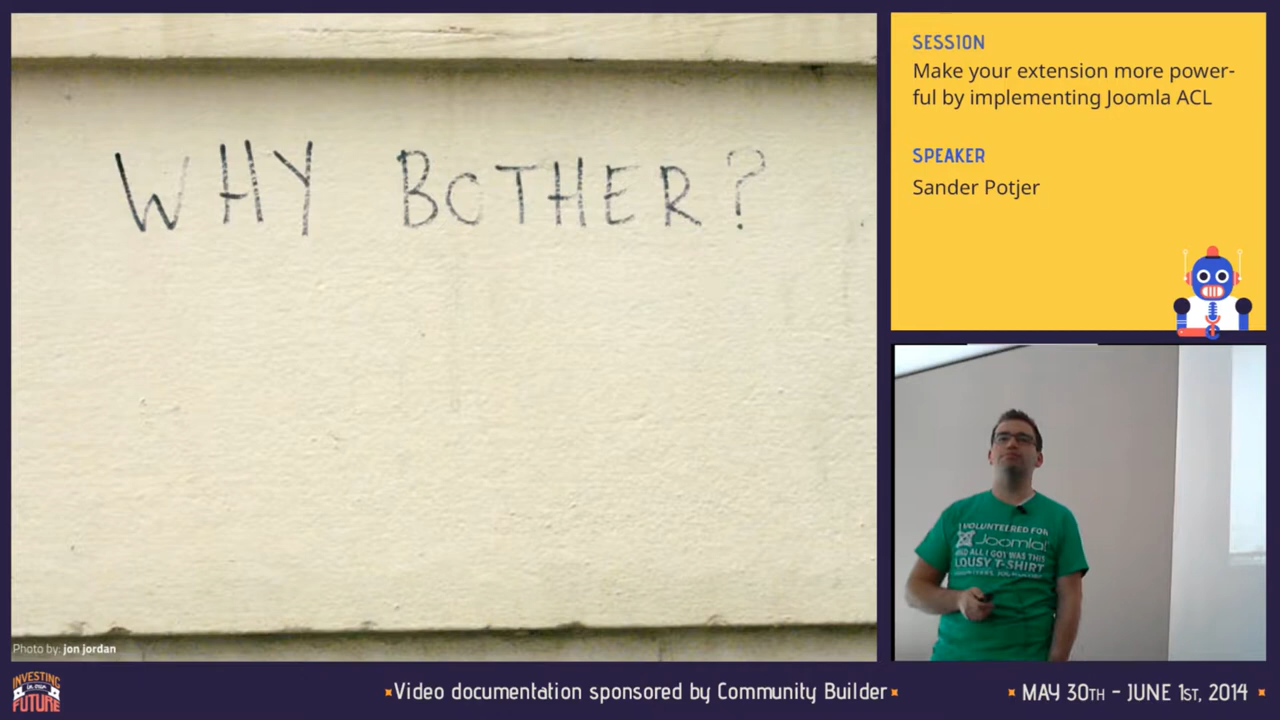 WHY BOTHER?
Photo by: jon jordan
SESSION
Make your extension more power-
ful by implementing Joomla ACL
SPEAKER
Sander Potjer
I VOLUNTEERED FOR
Joomla!
AND ALL I GOT WAS THIS
LOUSY T-SHIRT
INVESTING
FUTURE
Video documentation sponsored by Community Builder
MAY 30TH - JUNE 1ST, 2014